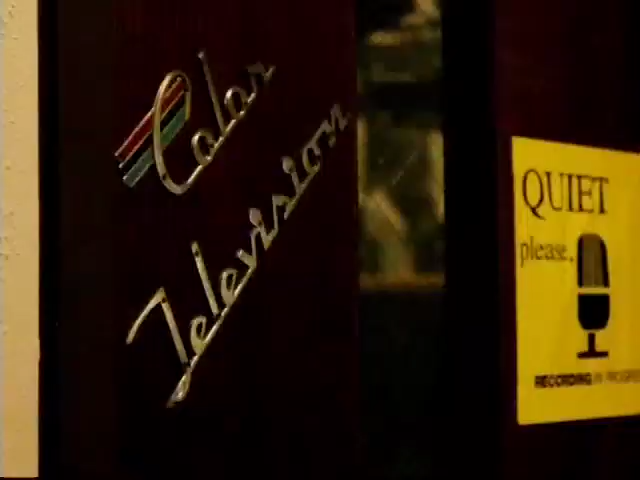 Color
Television
QUIET
please.
RECORDING IN PROGRESS